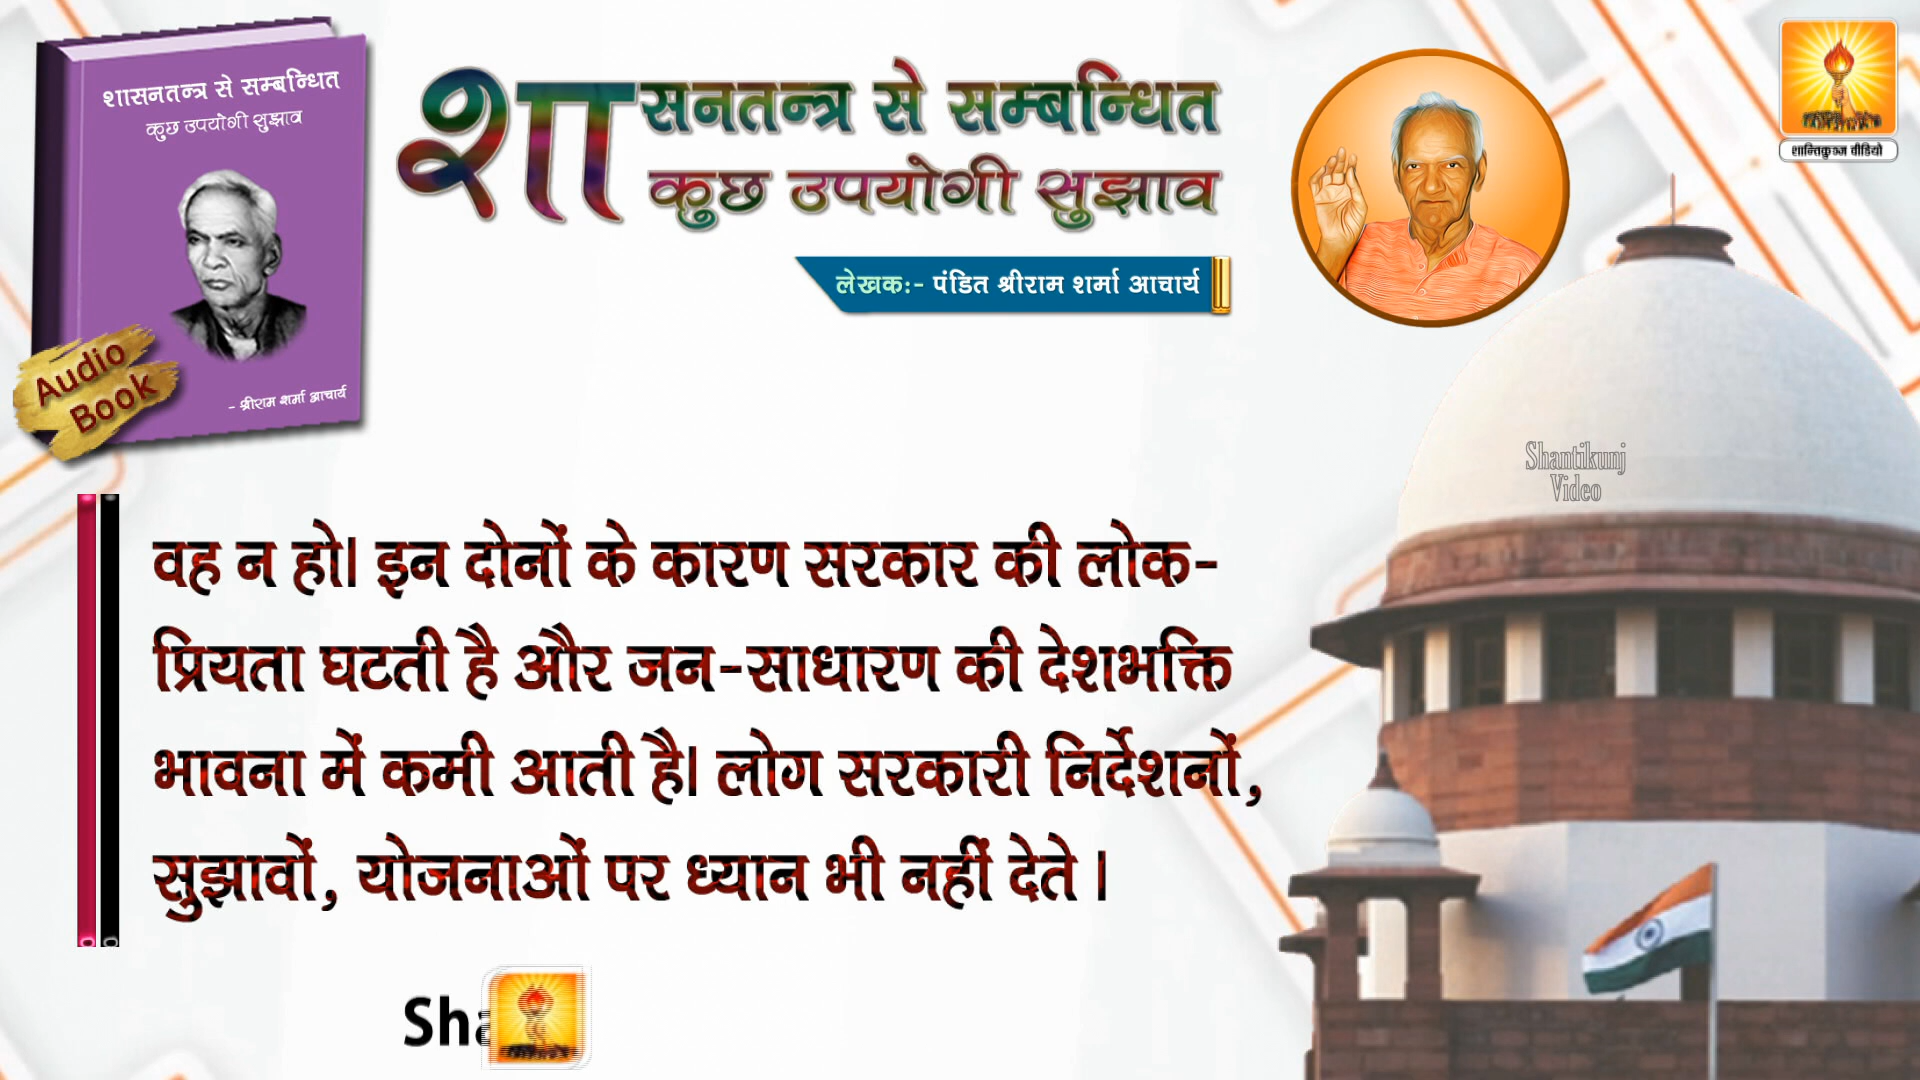 शासनतन्त्र से सम्बन्धित
कुछ उपयोगी सुझाव
- श्रीराम शर्मा आचार्य
Audio
Book
शासनतन्त्र से सम्बन्धित
कुछ उपयोगी सुझाव
लेखक:- पंडित श्रीराम शर्मा आचार्य
शान्तिकुञ्ज वीडियो
Shantikunj
Video
वह न हो। इन दोनों के कारण सरकार की लोक-
प्रियता घटती है और जन-साधारण की देशभक्ति
भावना में कमी आती है। लोग सरकारी निर्देशनों,
सुझावों, योजनाओं पर ध्यान भी नहीं देते ।
Sha